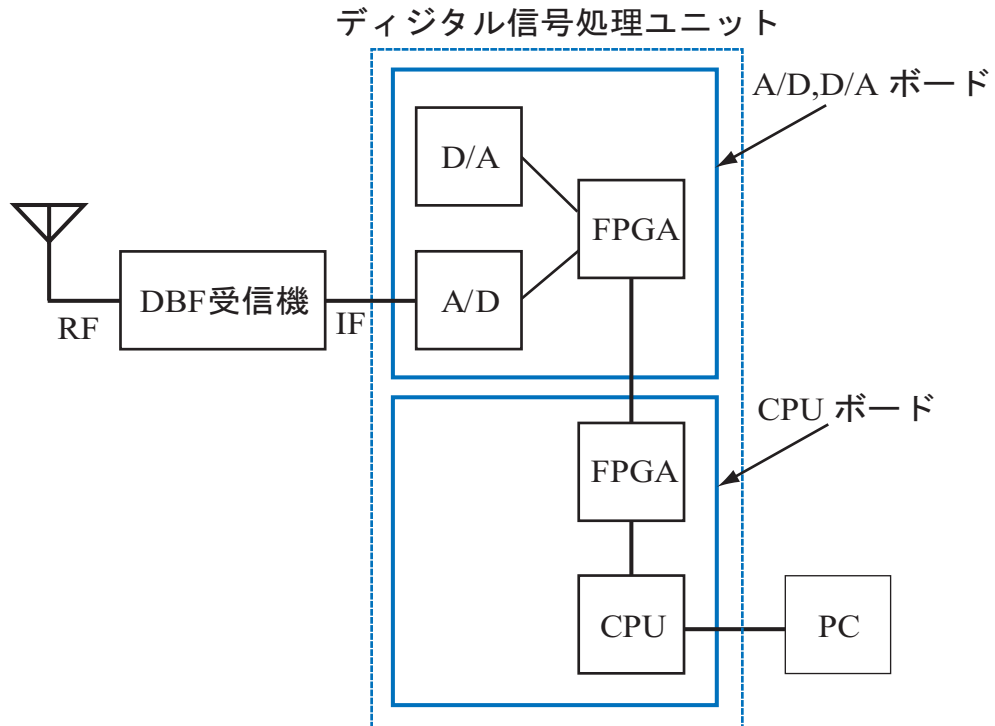 ディジタル信号処理ユニット
A/D,D/A ボード
D/A
FPGA
DBF受信機
A/D
RF
IF
CPU ボード
FPGA
CPU
PC